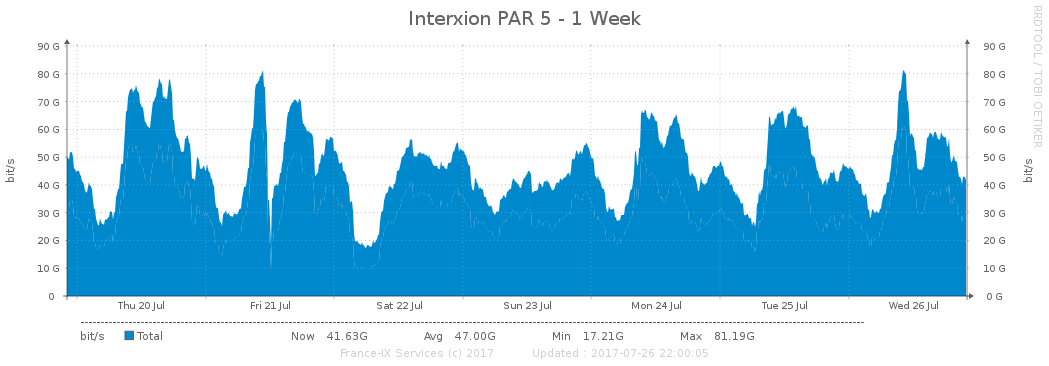 Interxion PAR 5 - 1 Week
RRDTOOL / TOBI OETIKER
bit/s
bit/s
90 G 90 G
80 G 80 G
70 G 70 G
60 G 60 G
50 G 50 G
40 G 40 G
30 G 30 G
20 G 20 G
10 G 10 G
0 0 G
Thu 20 Jul Fri 21 Jul Sat 22 Jul Sun 23 Jul Mon 24 Jul Tue 25 Jul Wed 26 Jul
bit/s Total Now 41.63G Avg 47.00G Min 17.21G Max 81.19G
France-IX Services (c) 2017 Updated : 2017-07-26 22:00:05